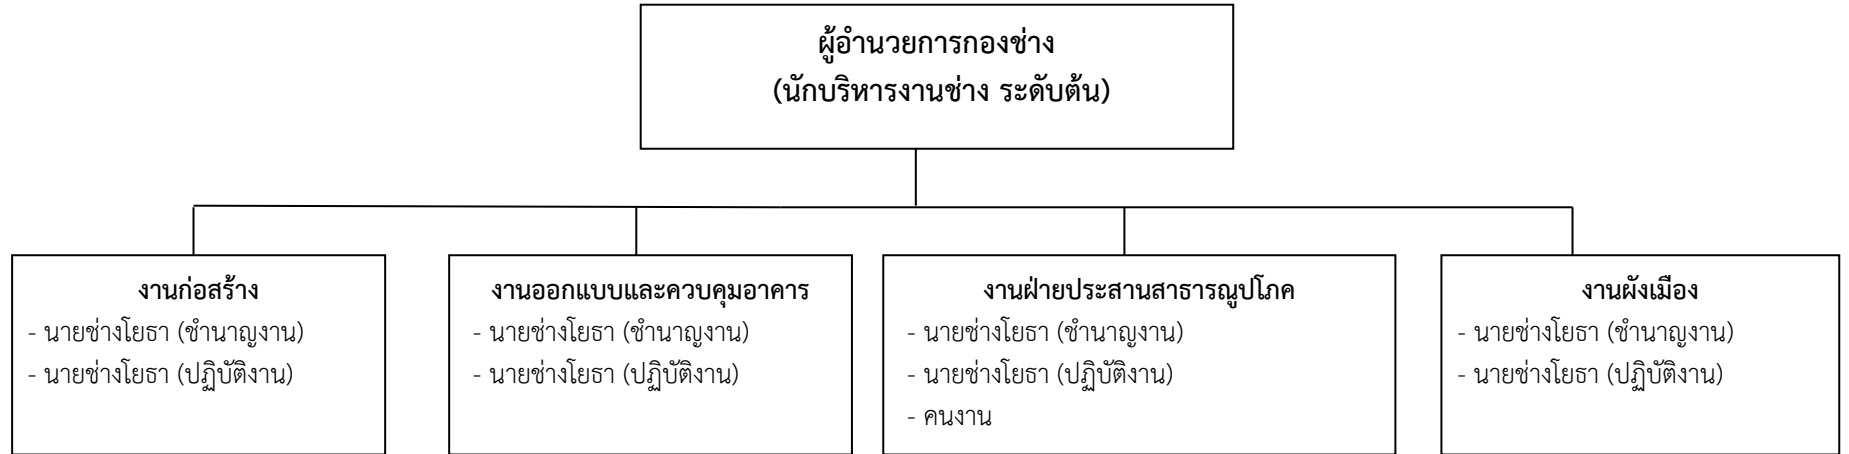 ผู้อำนวยการกองช่าง
(นักบริหารงานช่าง ระดับต้น)
งานก่อสร้าง
- นายช่างโยธา (ชำนาญงาน)
- นายช่างโยธา (ปฏิบัติงาน)
งานออกแบบและควบคุมอาคาร
- นายช่างโยธา (ชำนาญงาน)
- นายช่างโยธา (ปฏิบัติงาน)
งานฝ่ายประสานสาธารณูปโภค
- นายช่างโยธา (ชำนาญงาน)
- นายช่างโยธา (ปฏิบัติงาน)
- คนงาน
งานผังเมือง
- นายช่างโยธา (ชำนาญงาน)
- นายช่างโยธา (ปฏิบัติงาน)